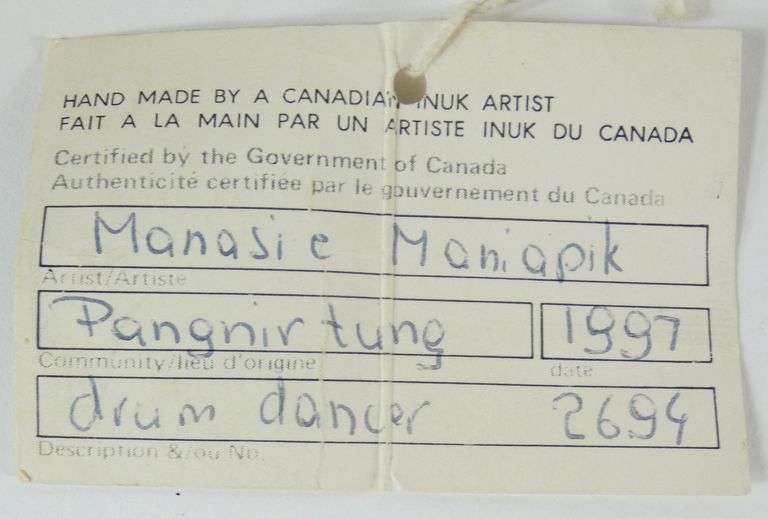 HAND MADE BY A CANADIAN INUK ARTIST
FAIT A LA MAIN PAR UN ARTISTE INUK DU CANADA
Certified by the Government of Canada
Authenticité certifiée par le gouvernement du Canada
Manasie Maniapik
Artist/Artiste
Pangnirtung 1997
Community/lieu d'origine date
drum dancer 2694
Description &/ou No.